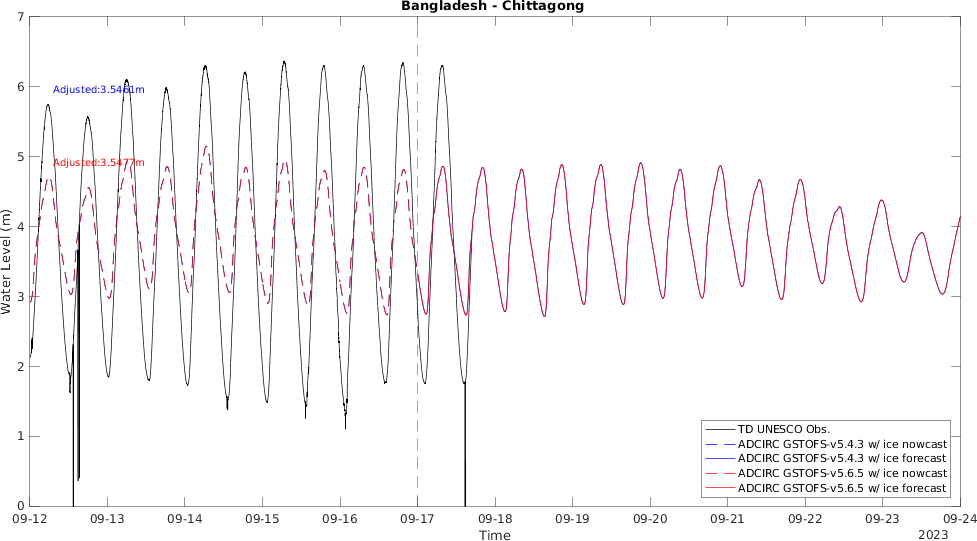 Bangladesh - Chittagong
Water Level (m)
7
6
5
4
3
2
1
0
Adjusted:3.5461m
Adjusted:3.5477m
TD UNESCO Obs.
ADCIRC GSTOFS-v5.4.3 w/ ice nowcast
ADCIRC GSTOFS-v5.4.3 w/ ice forecast
ADCIRC GSTOFS-v5.6.5 w/ ice nowcast
ADCIRC GSTOFS-v5.6.5 w/ ice forecast
09-12 09-13 09-14 09-15 09-16 09-17 09-18 09-19 09-20 09-21 09-22 09-23 09-24
Time
2023